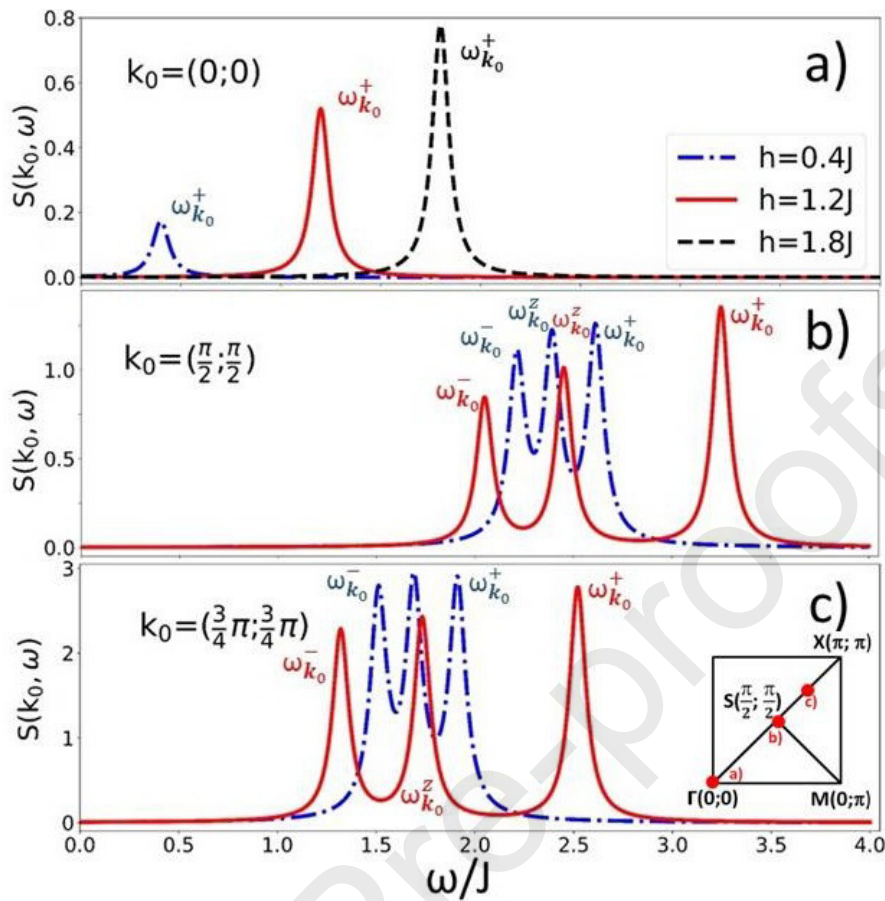 0.8
0.6
0.4
0.2
0.0
S(k₀, ω)
k₀=(0;0)
ω⁺ₖ₀
ω⁺ₖ₀
ω⁺ₖ₀
a)
h=0.4J
h=1.2J
h=1.8J
1.0
0.5
0.0
S(k₀, ω)
k₀=(π/2;π/2)
ω⁻ₖ₀
ω⁻ₖ₀
ωᶻₖ₀
ωᶻₖ₀
ω⁺ₖ₀
ω⁺ₖ₀
b)
3
2
1
0
S(k₀, ω)
k₀=(3/4π;3/4π)
ω⁻ₖ₀
ω⁻ₖ₀
ω⁺ₖ₀
ωᶻₖ₀
ω⁺ₖ₀
c)
X(π; π)
S(π/2; π/2)
c)
b)
a)
Γ(0;0)
M(0;π)
0.0 0.5 1.0 1.5 2.0 2.5 3.0 3.5 4.0
ω/J
Pre-proofs